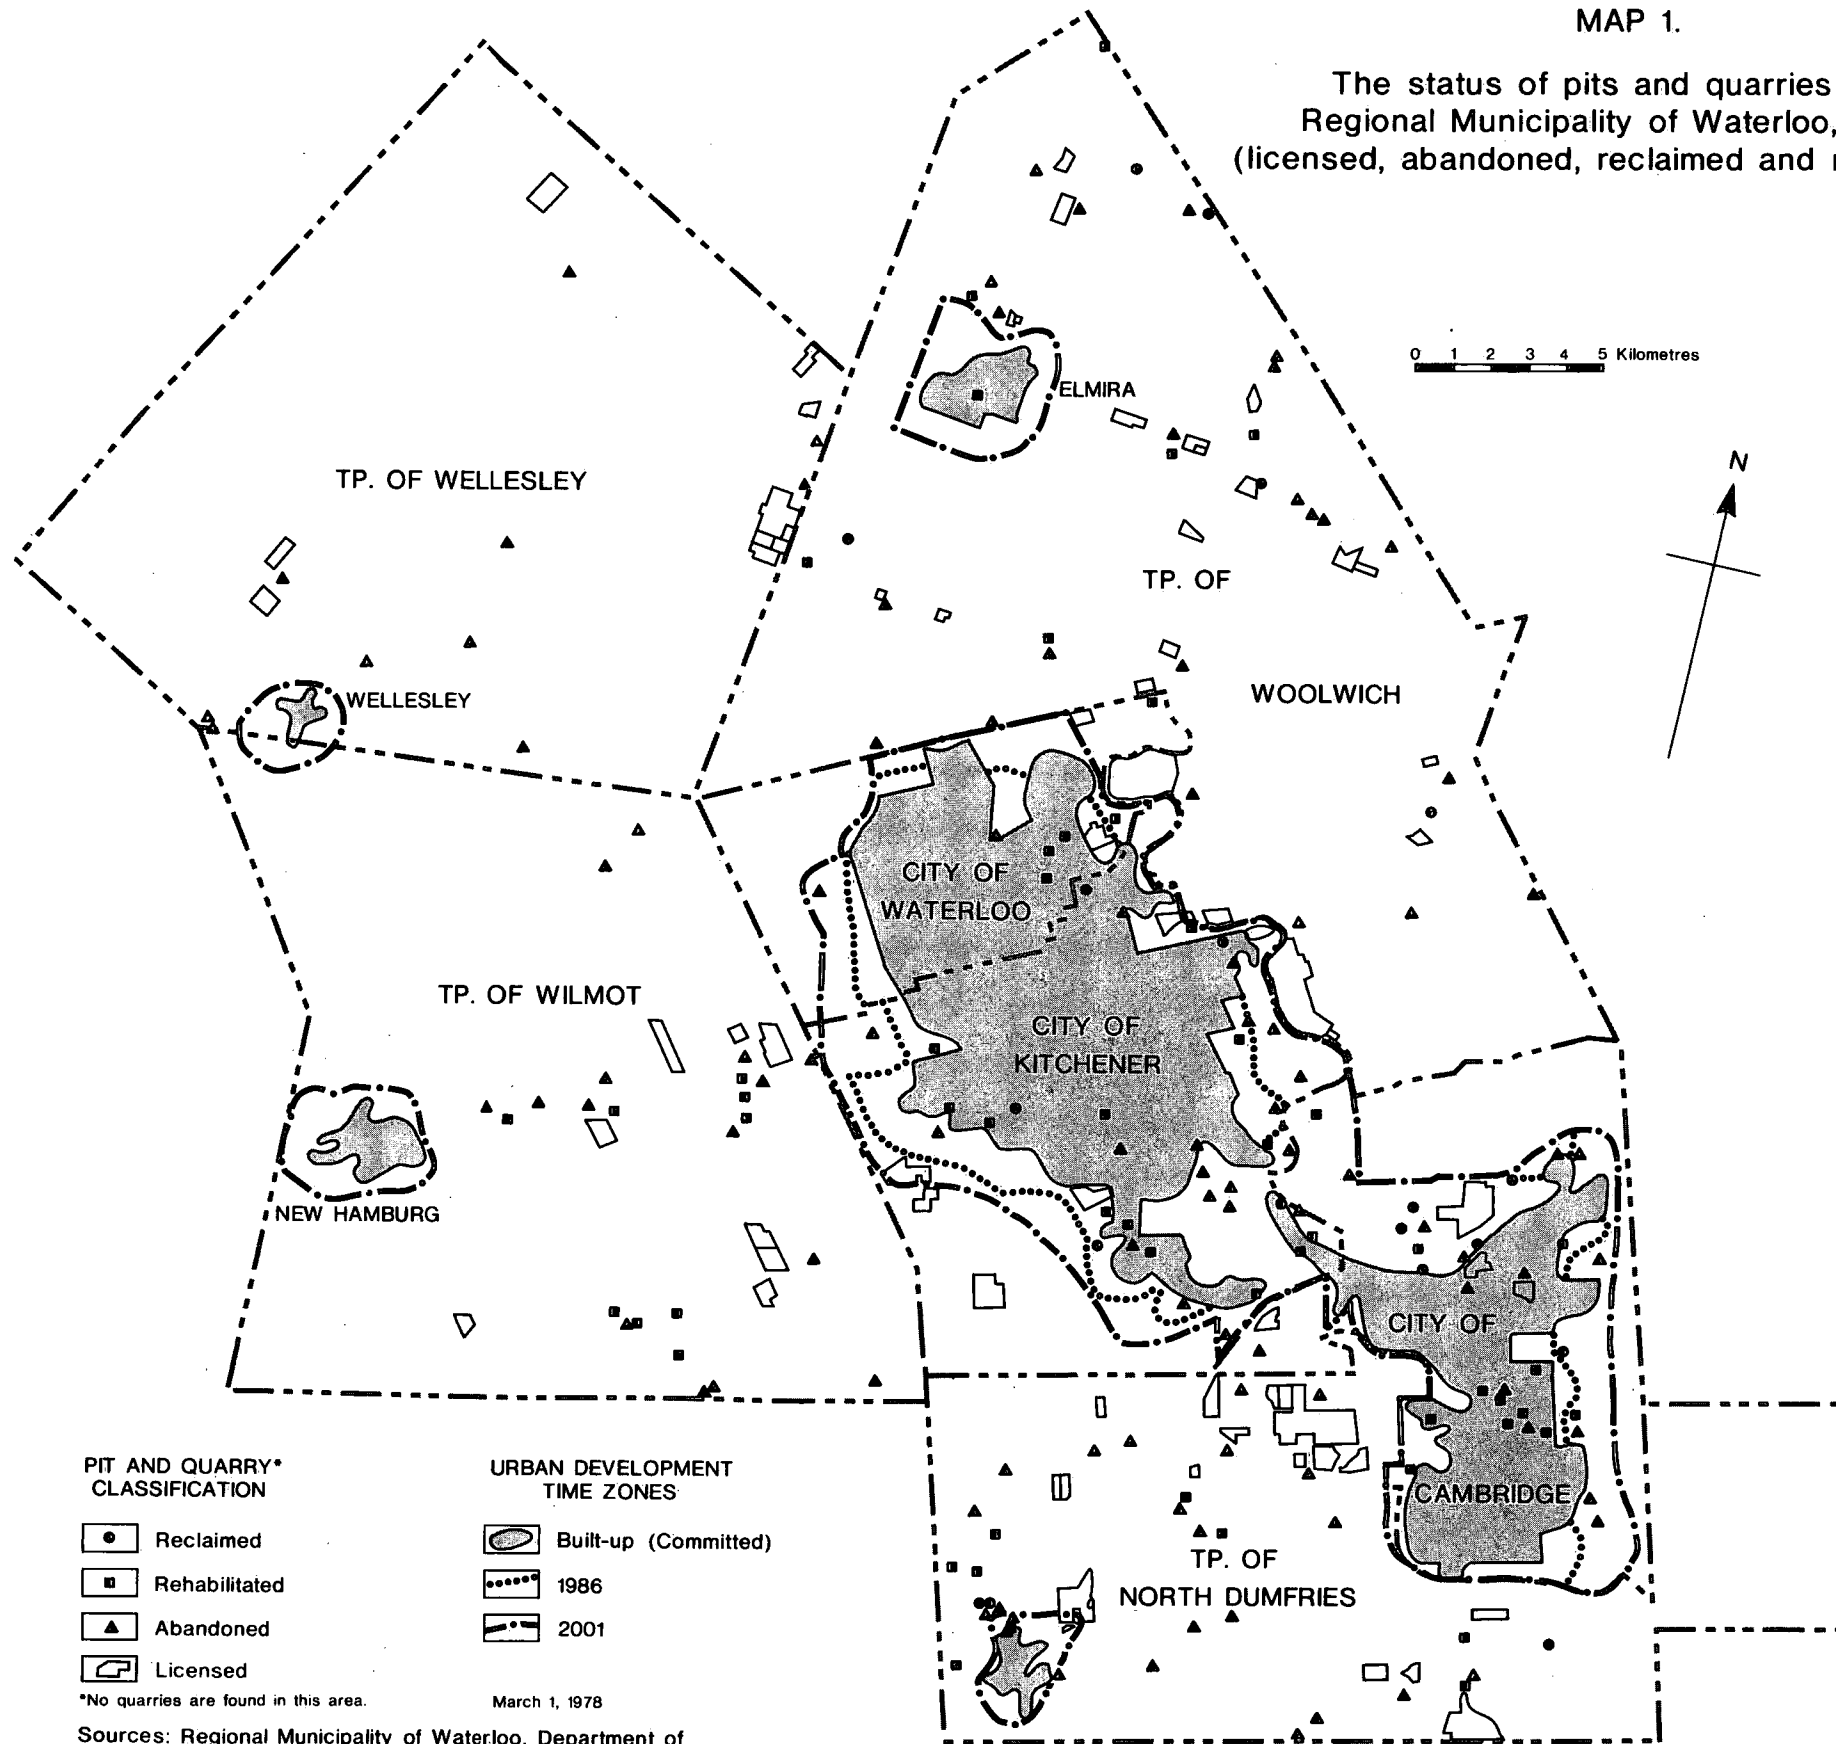 MAP 1.
The status of pits and quarries
Regional Municipality of Waterloo,
(licensed, abandoned, reclaimed and
0 1 2 3 4 5 Kilometres
N
ELMIRA
TP. OF WELLESLEY
TP. OF
WOOLWICH
WELLESLEY
CITY OF
WATERLOO
TP. OF WILMOT
CITY OF
KITCHENER
NEW HAMBURG
CITY OF
CAMBRIDGE
TP. OF
NORTH DUMFRIES
PIT AND QUARRY*
CLASSIFICATION
Reclaimed
Rehabilitated
Abandoned
Licensed
*No quarries are found in this area.
URBAN DEVELOPMENT
TIME ZONES
Built-up (Committed)
1986
2001
March 1, 1978
Sources: Regional Municipality of Waterloo, Department of